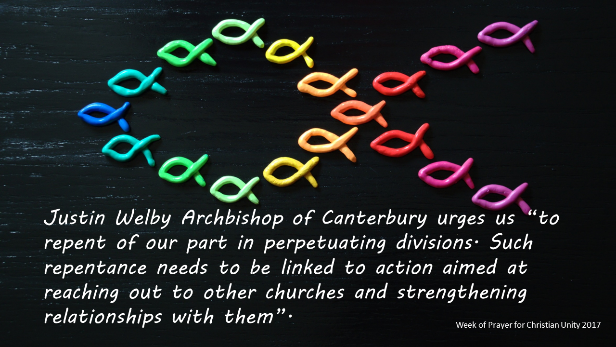 Justin Welby Archbishop of Canterbury urges us “to
repent of our part in perpetuating divisions. Such
repentance needs to be linked to action aimed at
reaching out to other churches and strengthening
relationships with them”.
Week of Prayer for Christian Unity 2017